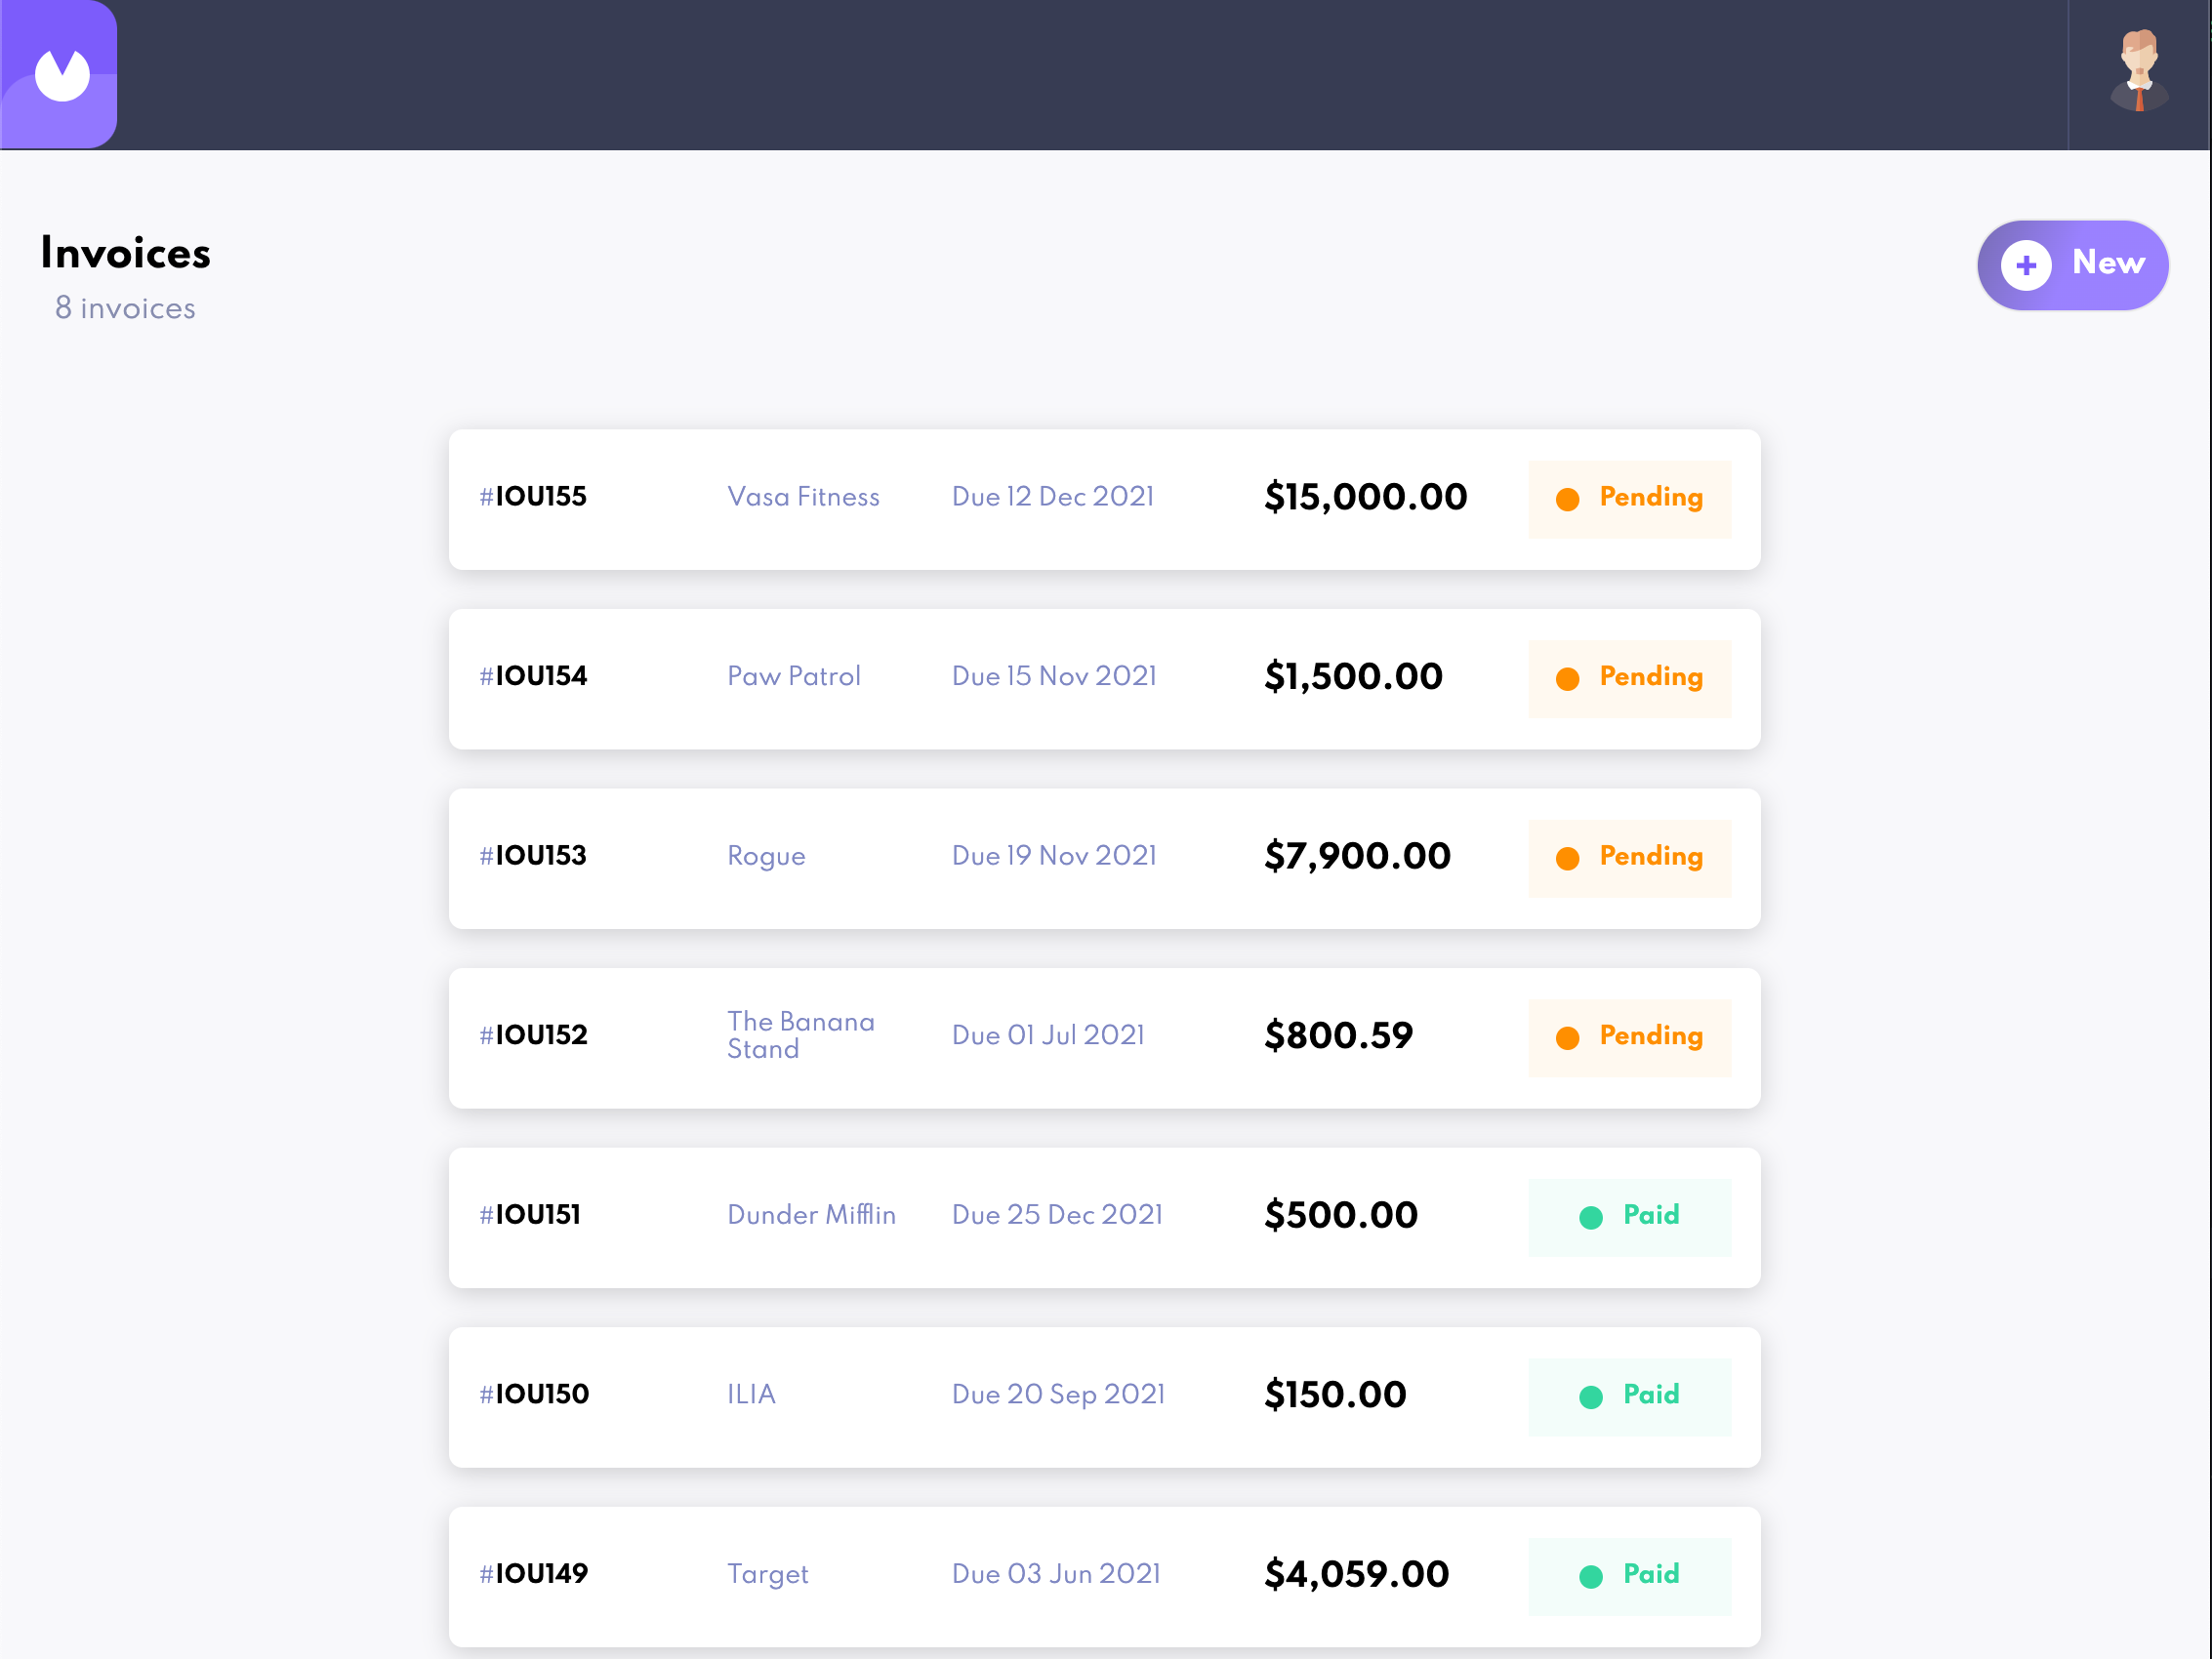 Invoices
8 invoices
New
#IOU155 Vasa Fitness Due 12 Dec 2021 $15,000.00 Pending
#IOU154 Paw Patrol Due 15 Nov 2021 $1,500.00 Pending
#IOU153 Rogue Due 19 Nov 2021 $7,900.00 Pending
#IOU152 The Banana
Stand Due 01 Jul 2021 $800.59 Pending
#IOU151 Dunder Mifflin Due 25 Dec 2021 $500.00 Paid
#IOU150 ILIA Due 20 Sep 2021 $150.00 Paid
#IOU149 Target Due 03 Jun 2021 $4,059.00 Paid